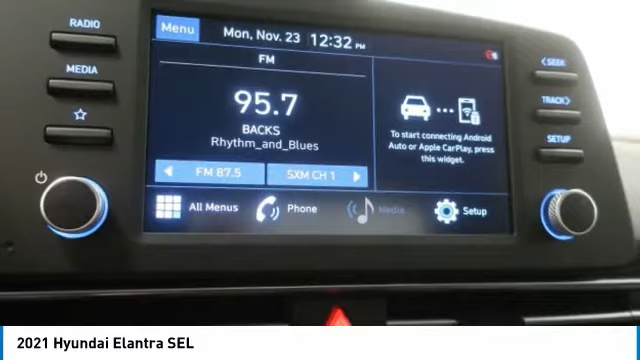 RADIO
MEDIA
Menu
Mon, Nov. 23 12:32 PM
FM
95.7
BACKS
Rhythm_and_Blues
FM 87.5
SXM CH 1
To start connecting Android
Auto or Apple CarPlay, press
this widget.
All Menus
Phone
Media
Setup
<SEEK
TRACK>
SETUP
2021 Hyundai Elantra SEL